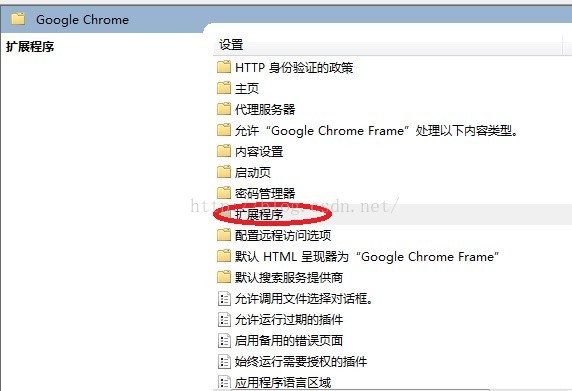 Google Chrome
扩展程序
设置
HTTP 身份验证的政策
主页
代理服务器
允许“Google Chrome Frame”处理以下内容类型。
内容设置
启动页
密码管理器
扩展程序
配置远程访问选项
默认 HTML 呈现器为“Google Chrome Frame”
默认搜索服务提供商
允许调用文件选择对话框。
允许运行过期的插件
启用备用的错误页面
始终运行需要授权的插件
应用程序语言区域